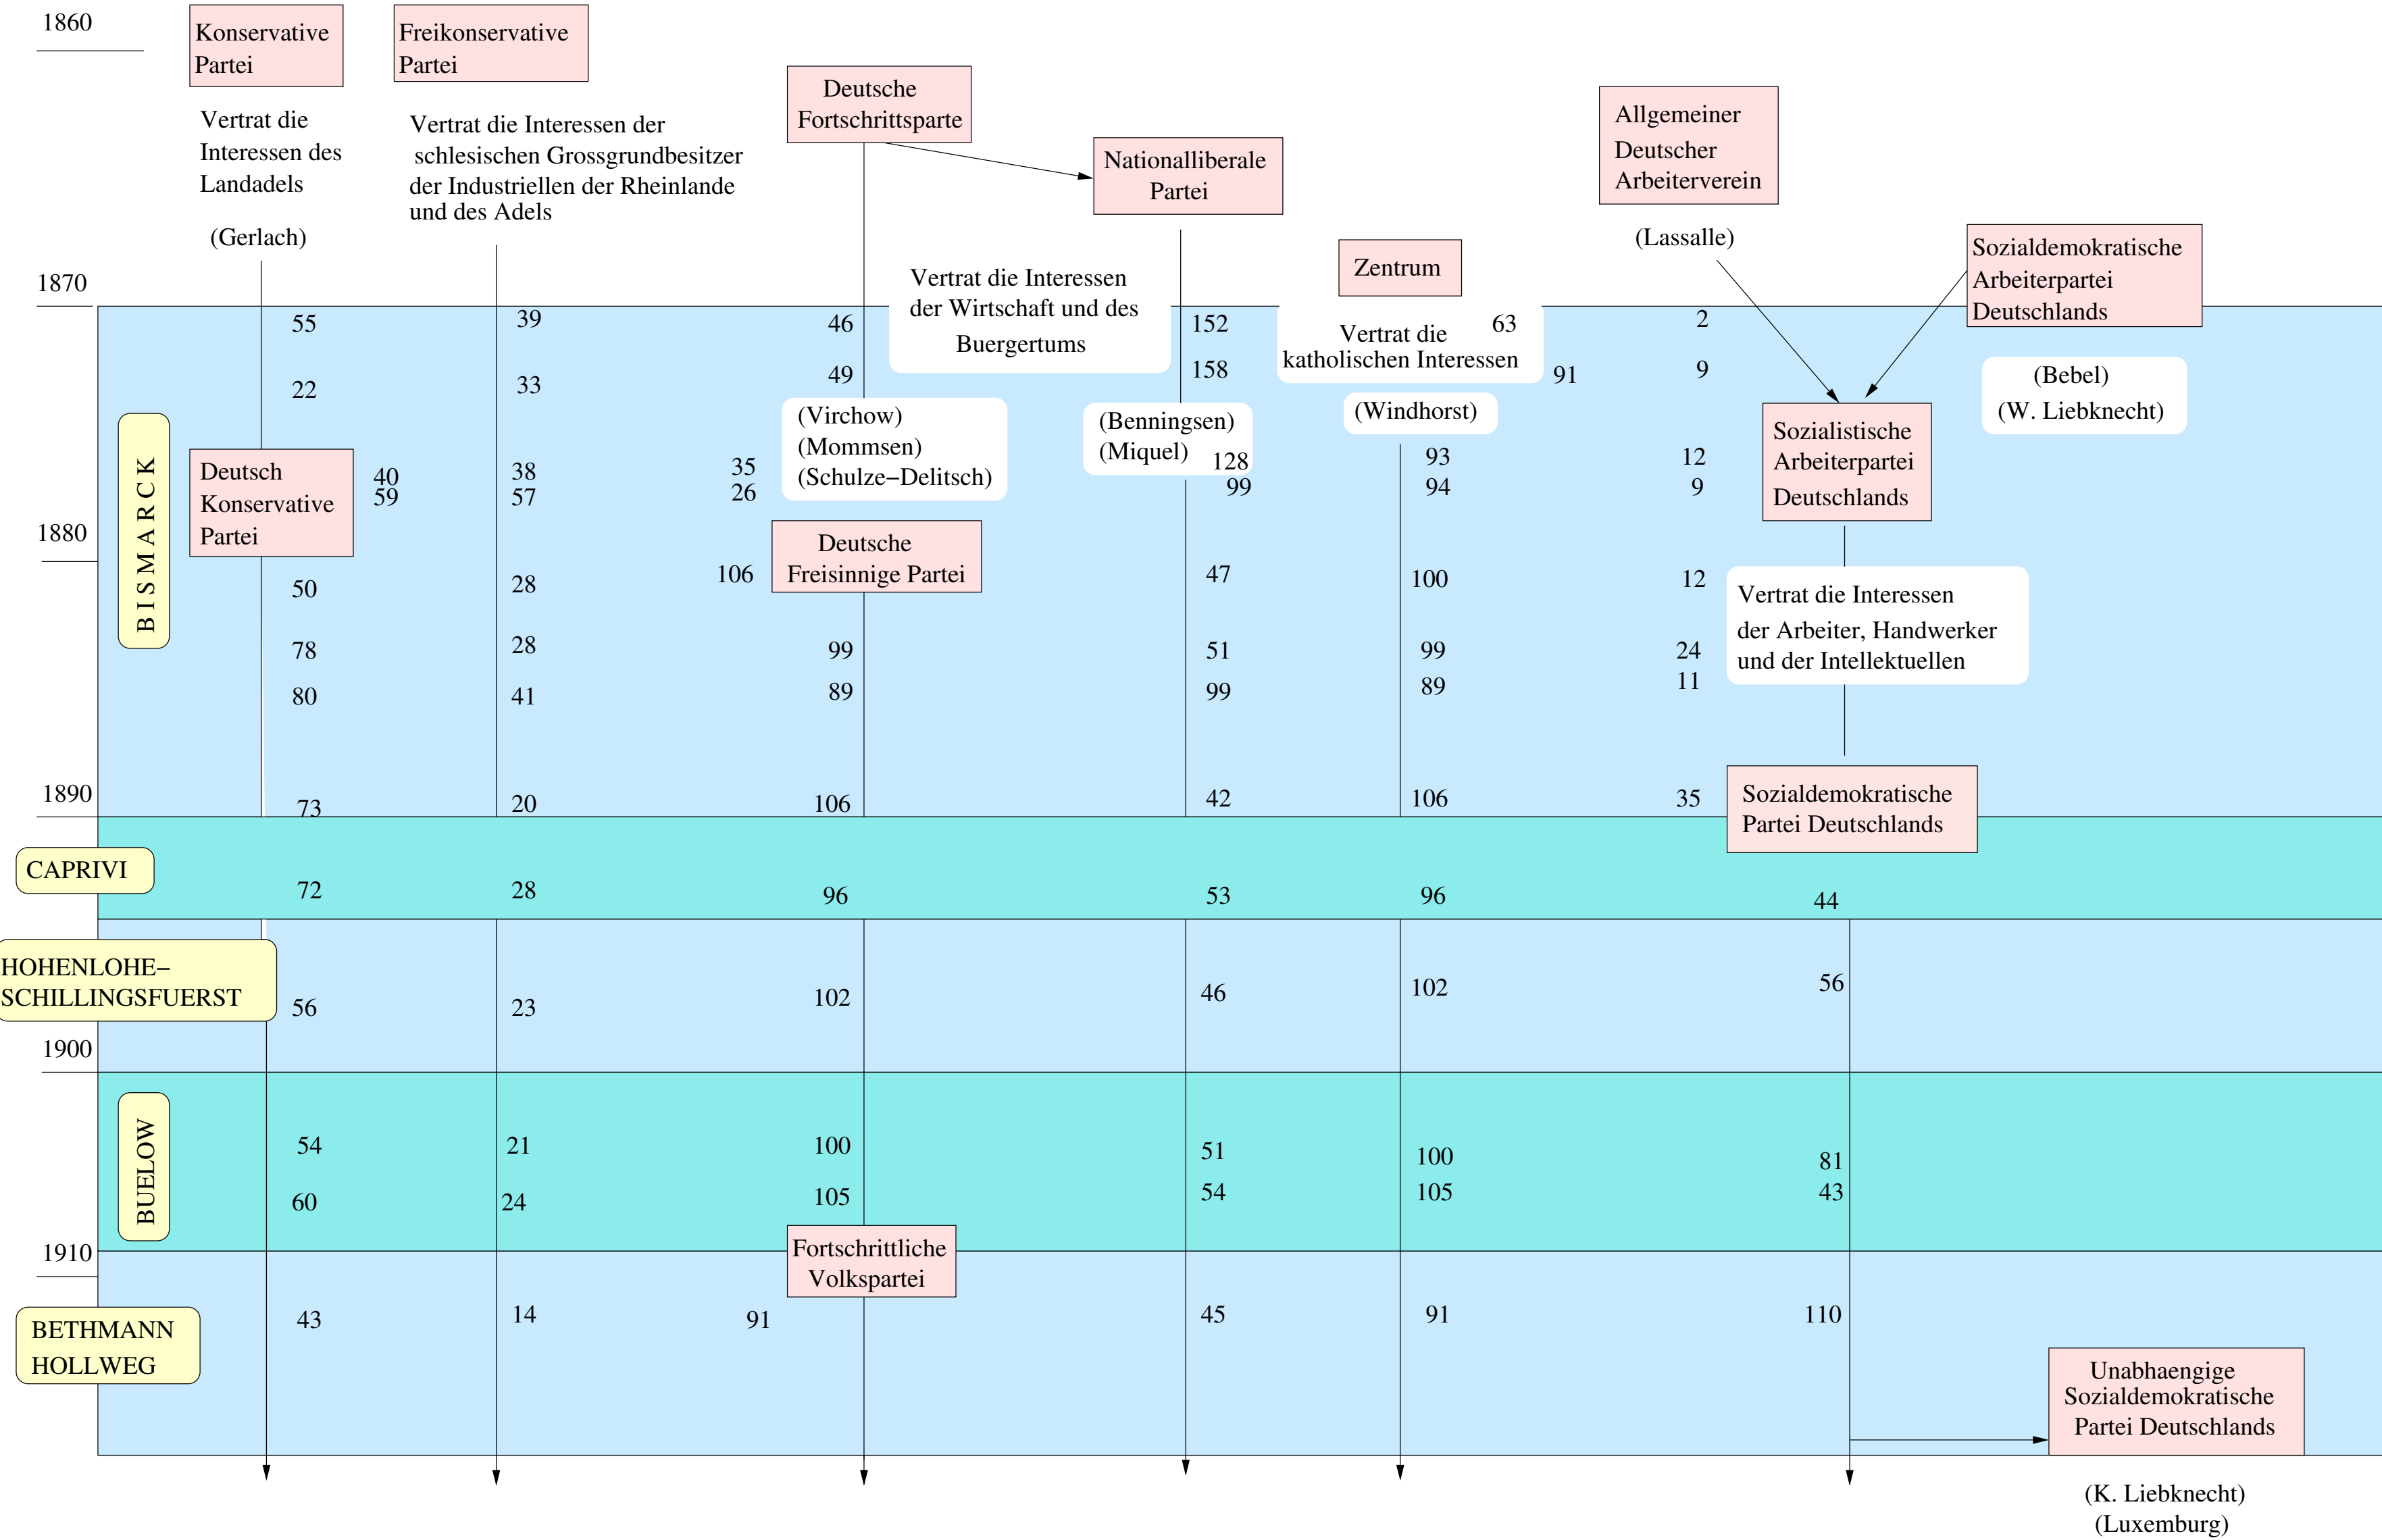 1860
Konservative
Partei
Freikonservative
Partei
Deutsche
Fortschrittsparte
Nationalliberale
Partei
Allgemeiner
Deutscher
Arbeiterverein
Vertrat die
Interessen des
Landadels
(Gerlach)
Vertrat die Interessen der
schlesischen Grossgrundbesitzer
der Industriellen der Rheinlande
und des Adels
(Lassalle)
Sozialdemokratische
Arbeiterpartei
Deutschlands
Zentrum
Vertrat die Interessen
der Wirtschaft und des
Buergertums
1870
55 39 46 152 63 2
Vertrat die
katholischen Interessen
22 33 49 158 91 9
(Bebel)
(W. Liebknecht)
(Virchow)
(Mommsen)
(Schulze-Delitsch)
(Benningsen)
(Miquel)
(Windhorst)
BISMARCK
Deutsch
Konservative
Partei
Sozialistische
Arbeiterpartei
Deutschlands
40 38 35 128 93 12
59 57 26 99 94 9
1880
Deutsche
Freisinnige Partei
50 28 106 47 100 12
Vertrat die Interessen
der Arbeiter, Handwerker
und der Intellektuellen
78 28 99 51 99 24
80 41 89 99 89 11
1890
73 20 106 42 106 35
Sozialdemokratische
Partei Deutschlands
CAPRIVI
72 28 96 53 96 44
HOHENLOHE-
SCHILLINGSFUERST
56 23 102 46 102 56
1900
BUELOW
54 21 100 51 100 81
60 24 105 54 105 43
1910
Fortschrittliche
Volkspartei
43 14 91 45 91 110
BETHMANN
HOLLWEG
Unabhaengige
Sozialdemokratische
Partei Deutschlands
(K. Liebknecht)
(Luxemburg)